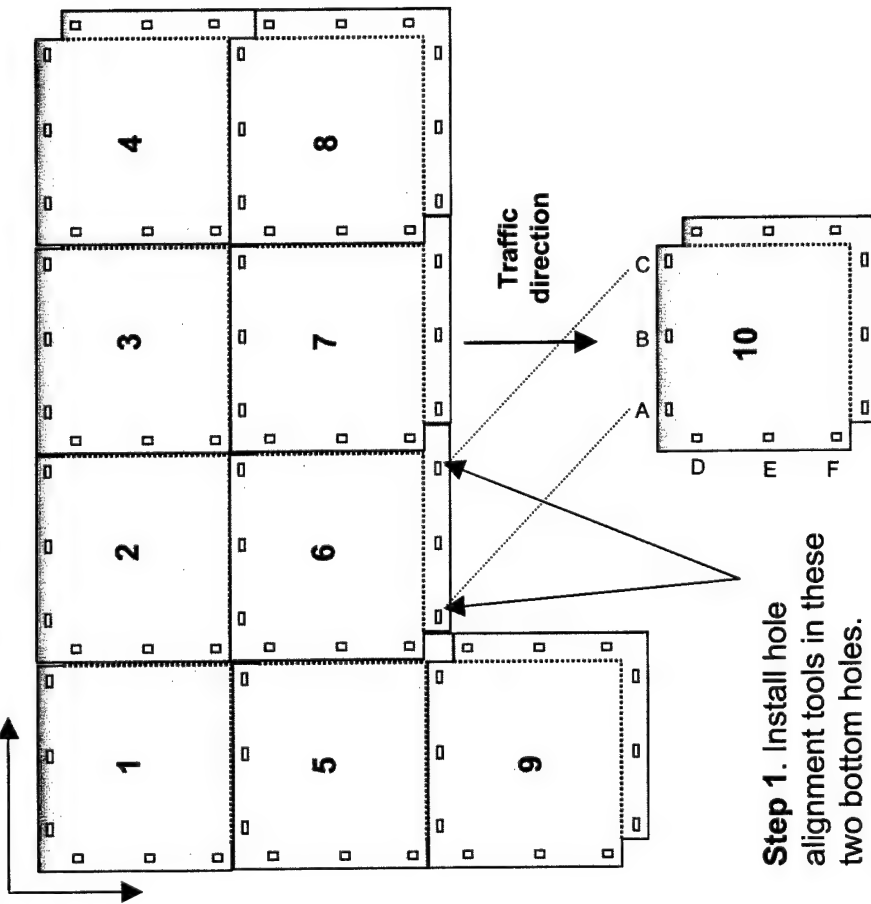 1
2
3
4
5
6
7
8
9
Traffic
direction
A
B
C
D
E
F
10
Step 1. Install hole
alignment tools in these
two bottom holes.